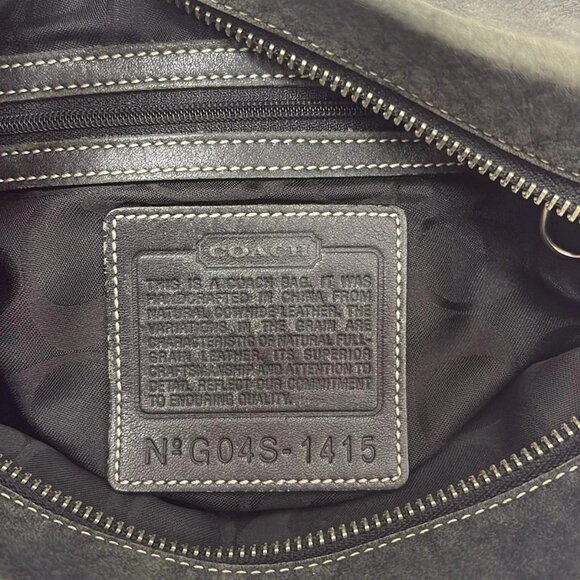 COACH
THIS IS A COACH BAG. IT WAS
HANDCRAFTED IN CHINA FROM
NATURAL COWHIDE LEATHER. THE
VARIATIONS IN THE GRAIN ARE
CHARACTERISTIC OF NATURAL FULL-
GRAIN LEATHER. ITS SUPERIOR
CRAFTSMANSHIP AND ATTENTION TO
DETAIL REFLECT OUR COMMITMENT
TO ENDURING QUALITY.
Nº G04S-1415